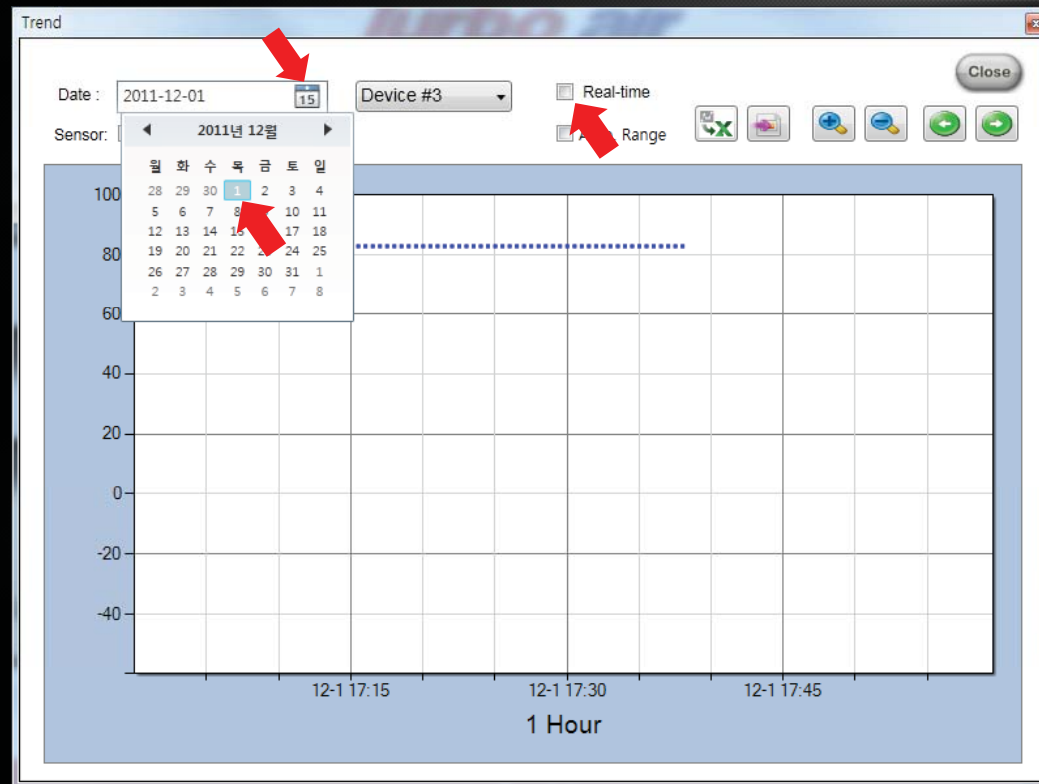 Trend
turbo air
Close
Date : 2011-12-01 15 Device #3 Real-time
Sensor: Range
2011년 12월
월 화 수 목 금 토 일
28 29 30 1 2 3 4
5 6 7 8 10 11
12 13 14 15 17 18
19 20 21 22 24 25
26 27 28 29 30 31 1
2 3 4 5 6 7 8
100
80
60
40
20
0
-20
-40
12-1 17:15 12-1 17:30 12-1 17:45
1 Hour